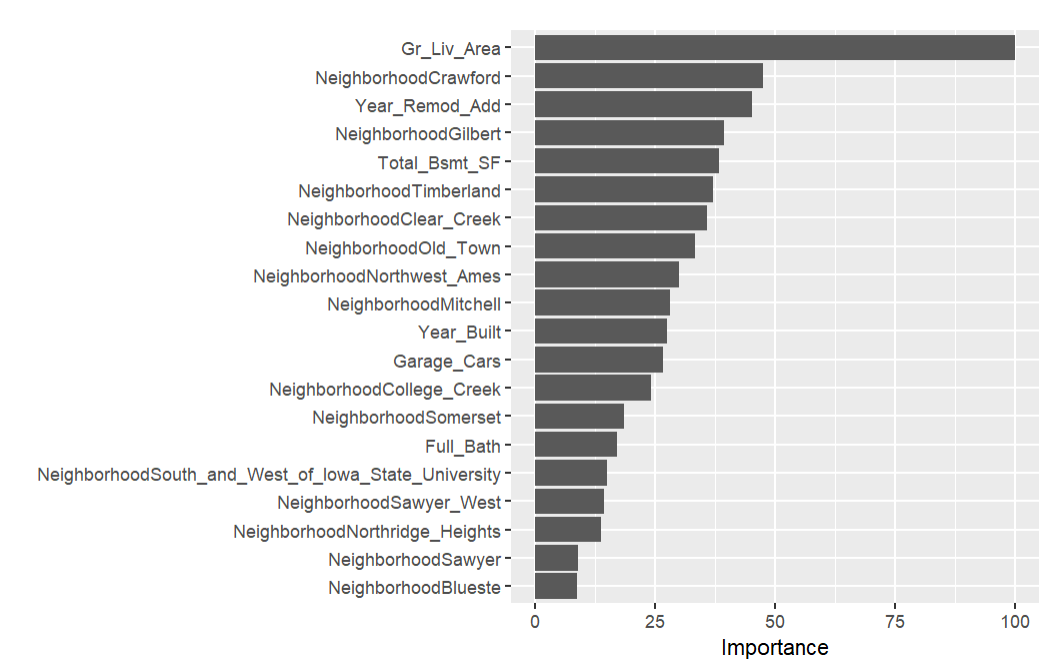 Gr_Liv_Area
NeighborhoodCrawford
Year_Remod_Add
NeighborhoodGilbert
Total_Bsmt_SF
NeighborhoodTimberland
NeighborhoodClear_Creek
NeighborhoodOld_Town
NeighborhoodNorthwest_Ames
NeighborhoodMitchell
Year_Built
Garage_Cars
NeighborhoodCollege_Creek
NeighborhoodSomerset
Full_Bath
NeighborhoodSouth_and_West_of_Iowa_State_University
NeighborhoodSawyer_West
NeighborhoodNorthridge_Heights
NeighborhoodSawyer
NeighborhoodBlueste
0 25 50 75 100
Importance